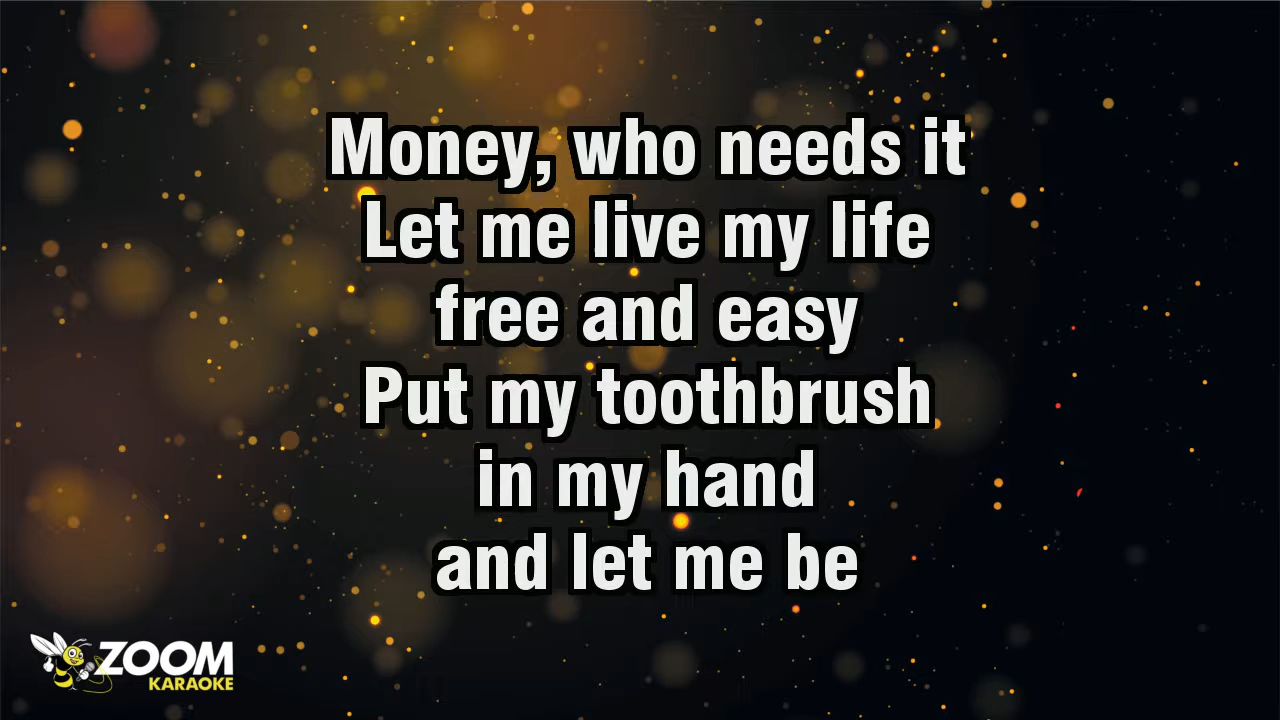 Money, who needs it
Let me live my life
free and easy
Put my toothbrush
in my hand
and let me be
ZOOM
KARAOKE